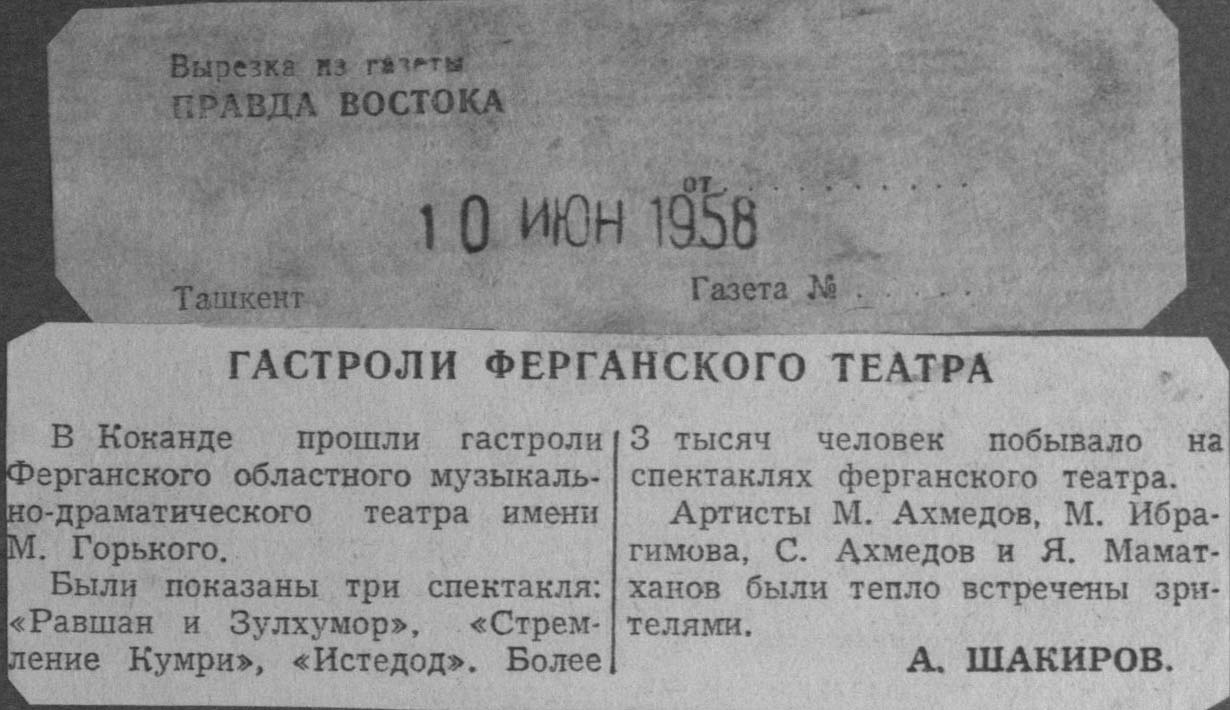 Вырезка из газеты
ПРАВДА ВОСТОКА
от . . . . . . . . . . .
10 ИЮН 1958
Ташкент
Газета № . . . . .
ГАСТРОЛИ ФЕРГАНСКОГО ТЕАТРА
В Коканде прошли гастроли
Ферганского областного музыкаль-
но-драматического театра имени
М. Горького.
Были показаны три спектакля:
«Равшан и Зулхумор», «Стрем-
ление Кумри», «Истедод». Более
3 тысяч человек побывало на
спектаклях ферганского театра.
Артисты М. Ахмедов, М. Ибра-
гимова, С. Ахмедов и Я. Мамат-
ханов были тепло встречены зри-
телями.
А. ШАКИРОВ.